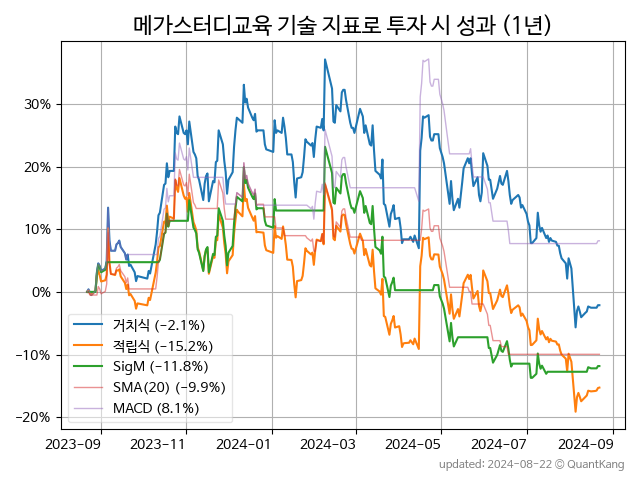 메가스터디교육 기술 지표로 투자 시 성과 (1년)
30%
20%
10%
0%
−10%
−20%
거치식 (−2.1%)
적립식 (−15.2%)
SigM (−11.8%)
SMA(20) (−9.9%)
MACD (8.1%)
2023-09
2023-11
2024-01
2024-03
2024-05
2024-07
2024-09
updated: 2024-08-22 © QuantKang